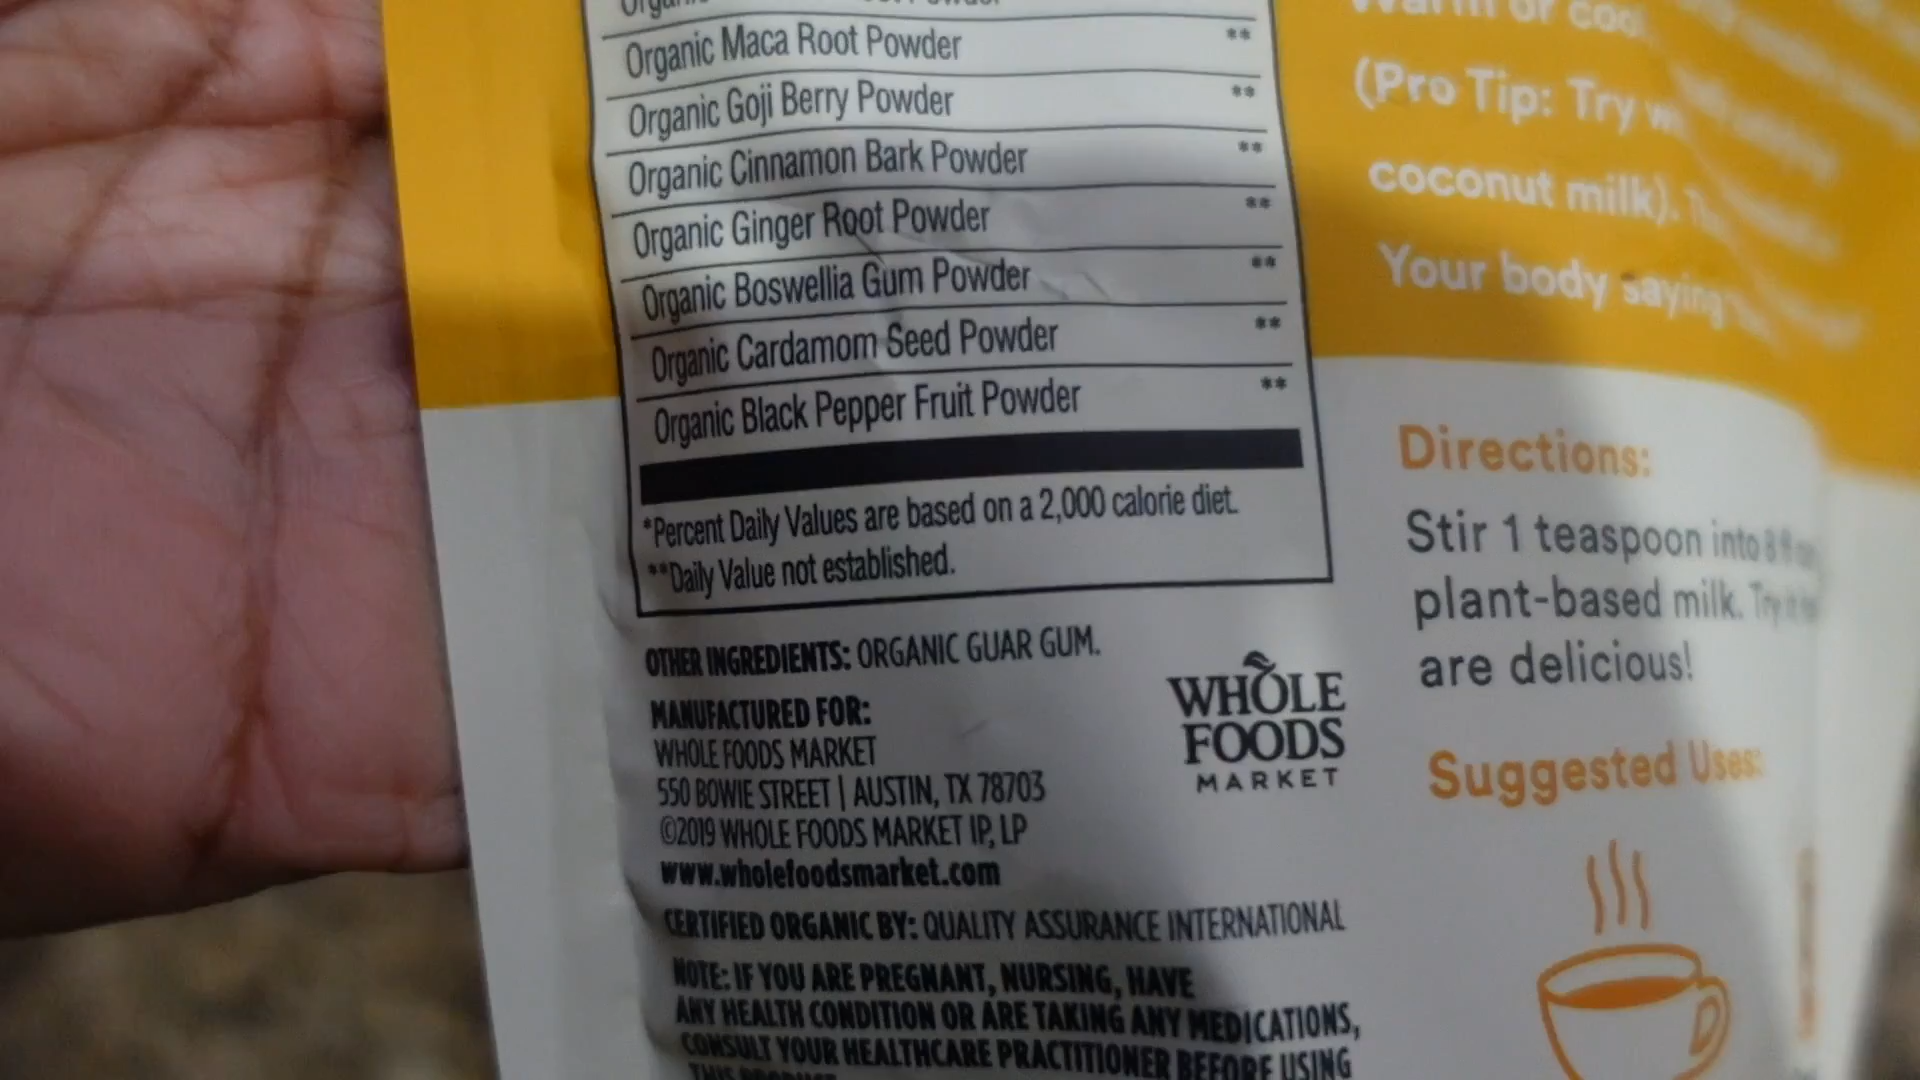 Organic Maca Root Powder **
Organic Goji Berry Powder **
Organic Cinnamon Bark Powder **
Organic Ginger Root Powder **
Organic Boswellia Gum Powder **
Organic Cardamom Seed Powder **
Organic Black Pepper Fruit Powder **
*Percent Daily Values are based on a 2,000 calorie diet.
**Daily Value not established.
OTHER INGREDIENTS: ORGANIC GUAR GUM.
MANUFACTURED FOR:
WHOLE FOODS MARKET
550 BOWIE STREET | AUSTIN, TX 78703
©2019 WHOLE FOODS MARKET IP, LP
www.wholefoodsmarket.com
CERTIFIED ORGANIC BY: QUALITY ASSURANCE INTERNATIONAL
NOTE: IF YOU ARE PREGNANT, NURSING, HAVE
ANY HEALTH CONDITION OR ARE TAKING ANY MEDICATIONS,
CONSULT YOUR HEALTHCARE PRACTITIONER BEFORE USING
WHOLE
FOODS
MARKET
Warm or cool
(Pro Tip: Try
coconut milk).
Your body saying
Directions:
Stir 1 teaspoon into 8
plant-based milk. Try it
are delicious!
Suggested Uses: